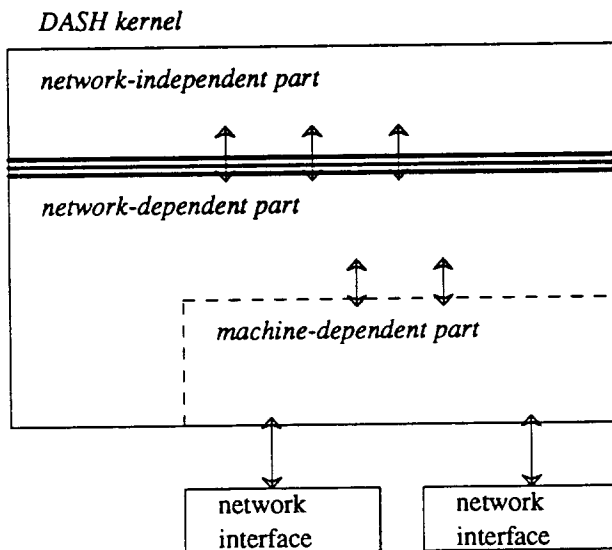 DASH kernel
network-independent part
network-dependent part
machine-dependent part
network
interface
network
interface